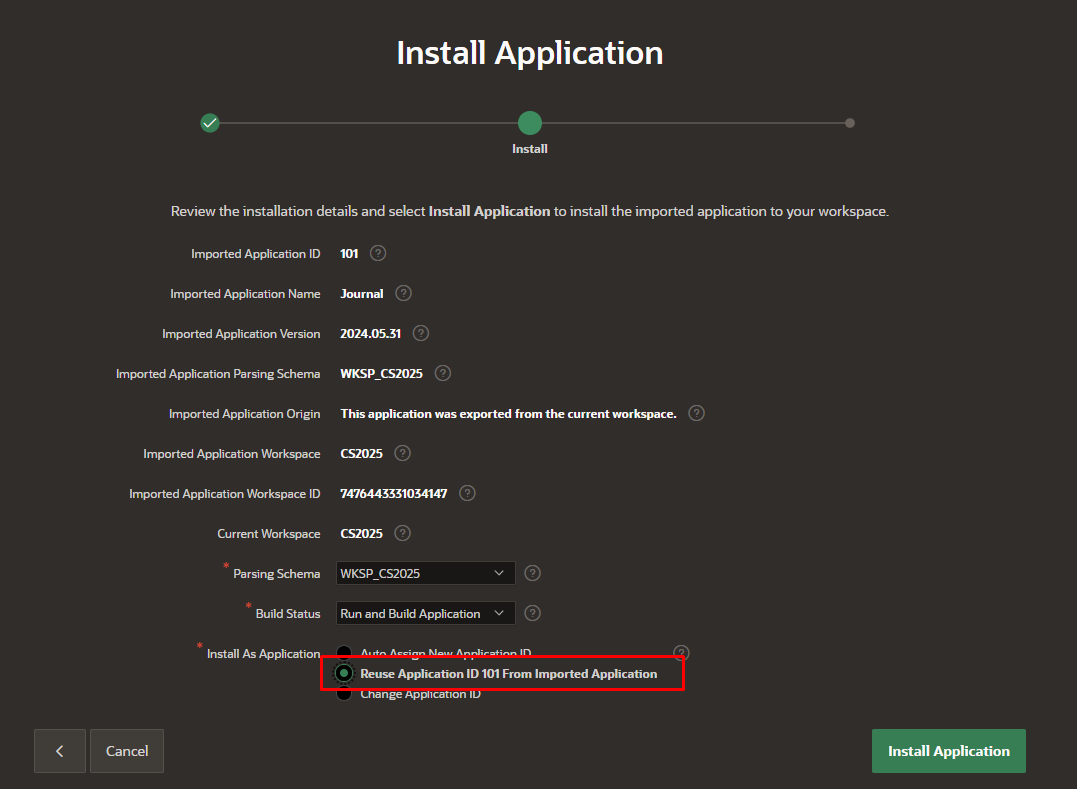 Install Application
Install
Review the installation details and select Install Application to install the imported application to your workspace.
Imported Application ID 101 ?
Imported Application Name Journal ?
Imported Application Version 2024.05.31 ?
Imported Application Parsing Schema WKSP_CS2025 ?
Imported Application Origin This application was exported from the current workspace. ?
Imported Application Workspace CS2025 ?
Imported Application Workspace ID 7476443331034147 ?
Current Workspace CS2025 ?
* Parsing Schema WKSP_CS2025 ?
* Build Status Run and Build Application ?
* Install As Application Auto Assign New Application ID ?
Reuse Application ID 101 From Imported Application
Change Application ID
Cancel Install Application